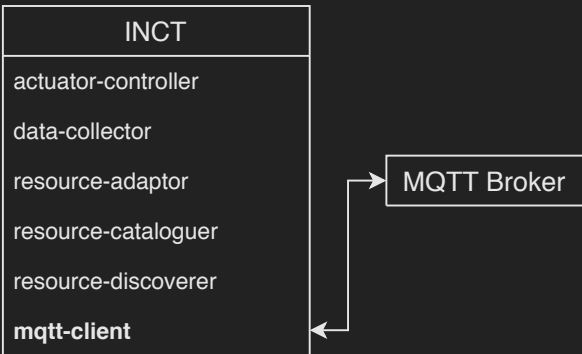 INCT
actuator-controller
data-collector
resource-adaptor
resource-cataloguer
resource-discoverer
mqtt-client
MQTT Broker